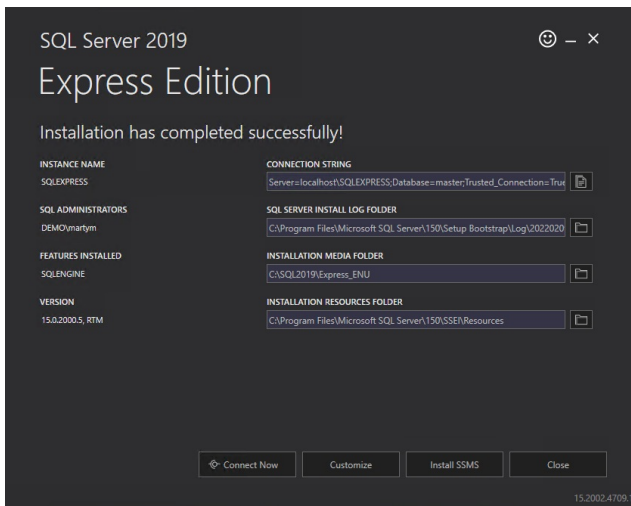 SQL Server 2019
Express Edition
Installation has completed successfully!
INSTANCE NAME
SQLEXPRESS
CONNECTION STRING
Server=localhost\SQLEXPRESS;Database=master;Trusted_Connection=True
SQL ADMINISTRATORS
DEMO\martym
SQL SERVER INSTALL LOG FOLDER
C:\Program Files\Microsoft SQL Server\150\Setup Bootstrap\Log\2022020
FEATURES INSTALLED
SQLENGINE
INSTALLATION MEDIA FOLDER
C:\SQL2019\Express_ENU
VERSION
15.0.2000.5, RTM
INSTALLATION RESOURCES FOLDER
C:\Program Files\Microsoft SQL Server\150\SSEI\Resources
Connect Now
Customize
Install SSMS
Close
15.2002.4709.1